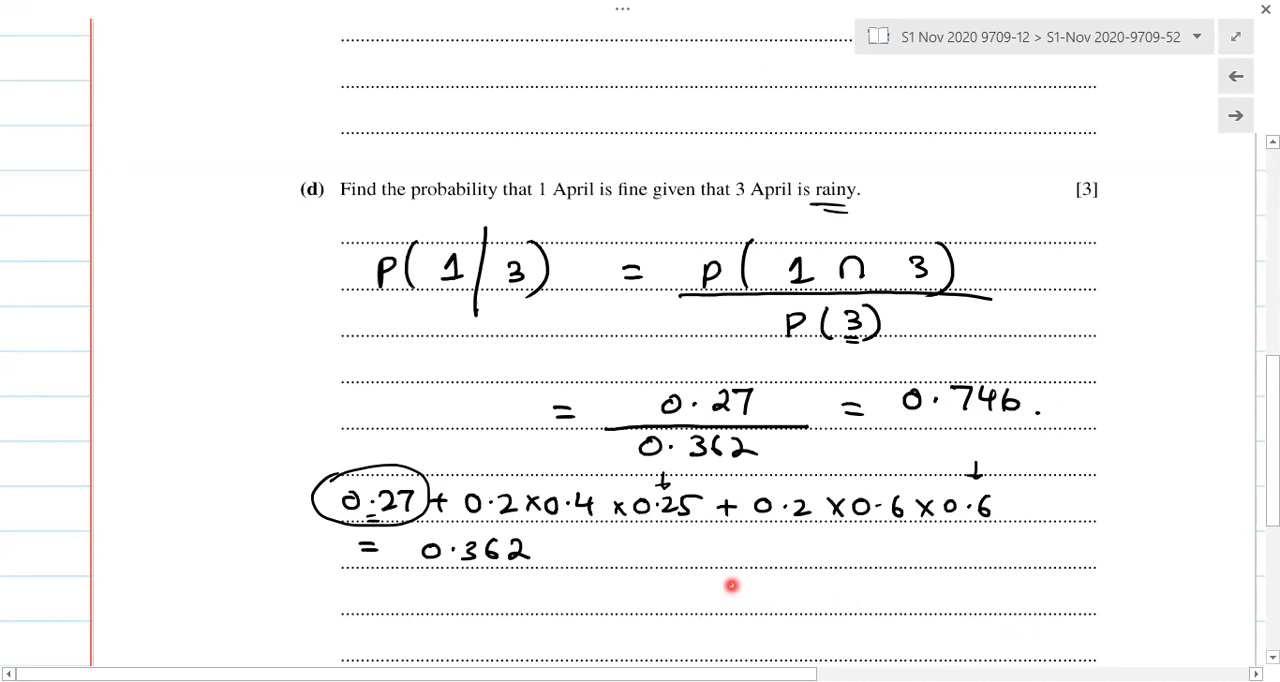 S1 Nov 2020 9709-12 > S1-Nov 2020-9709-52
(d) Find the probability that 1 April is fine given that 3 April is rainy. [3]
P( 1 / 3 ) = P( 1 ∩ 3 )
P ( 3 )
= 0.27 = 0.746.
0.362
0.27 + 0.2 × 0.4 × 0.25 + 0.2 × 0.6 × 0.6
= 0.362